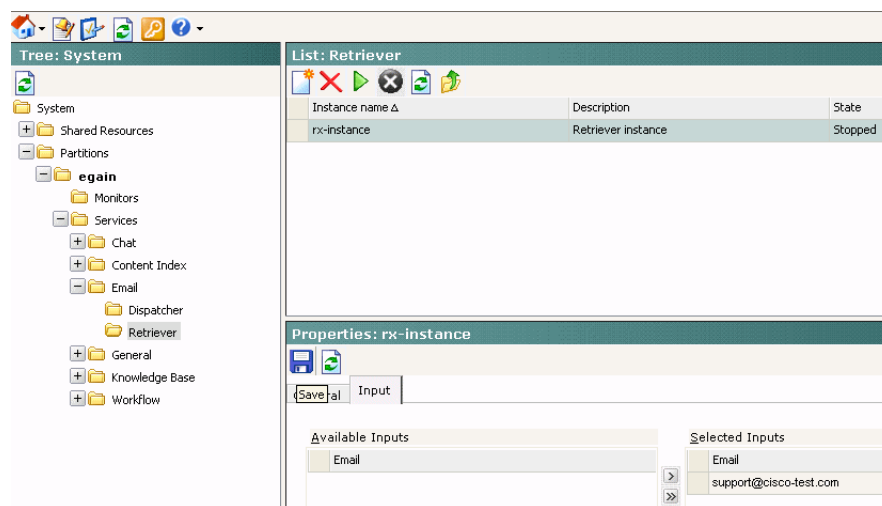 Tree: System
System
Shared Resources
Partitions
egain
Monitors
Services
Chat
Content Index
Email
Dispatcher
Retriever
General
Knowledge Base
Workflow
List: Retriever
Instance name Description State
rx-instance Retriever instance Stopped
Properties: rx-instance
Save
Input
Available Inputs Selected Inputs
Email Email
support@cisco-test.com